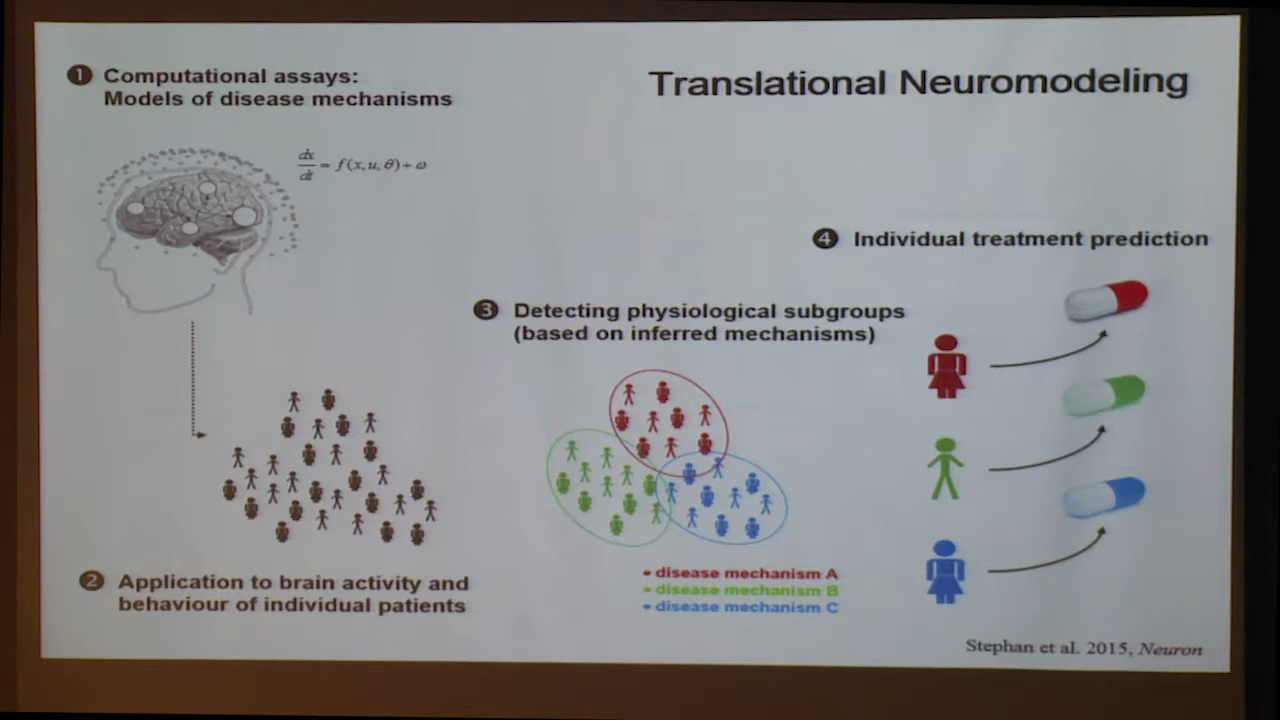 Translational Neuromodeling
❶ Computational assays:
Models of disease mechanisms
dx/dt = f(x, u, θ) + ω
❷ Application to brain activity and
behaviour of individual patients
❸ Detecting physiological subgroups
(based on inferred mechanisms)
• disease mechanism A
• disease mechanism B
• disease mechanism C
❹ Individual treatment prediction
Stephan et al. 2015, Neuron